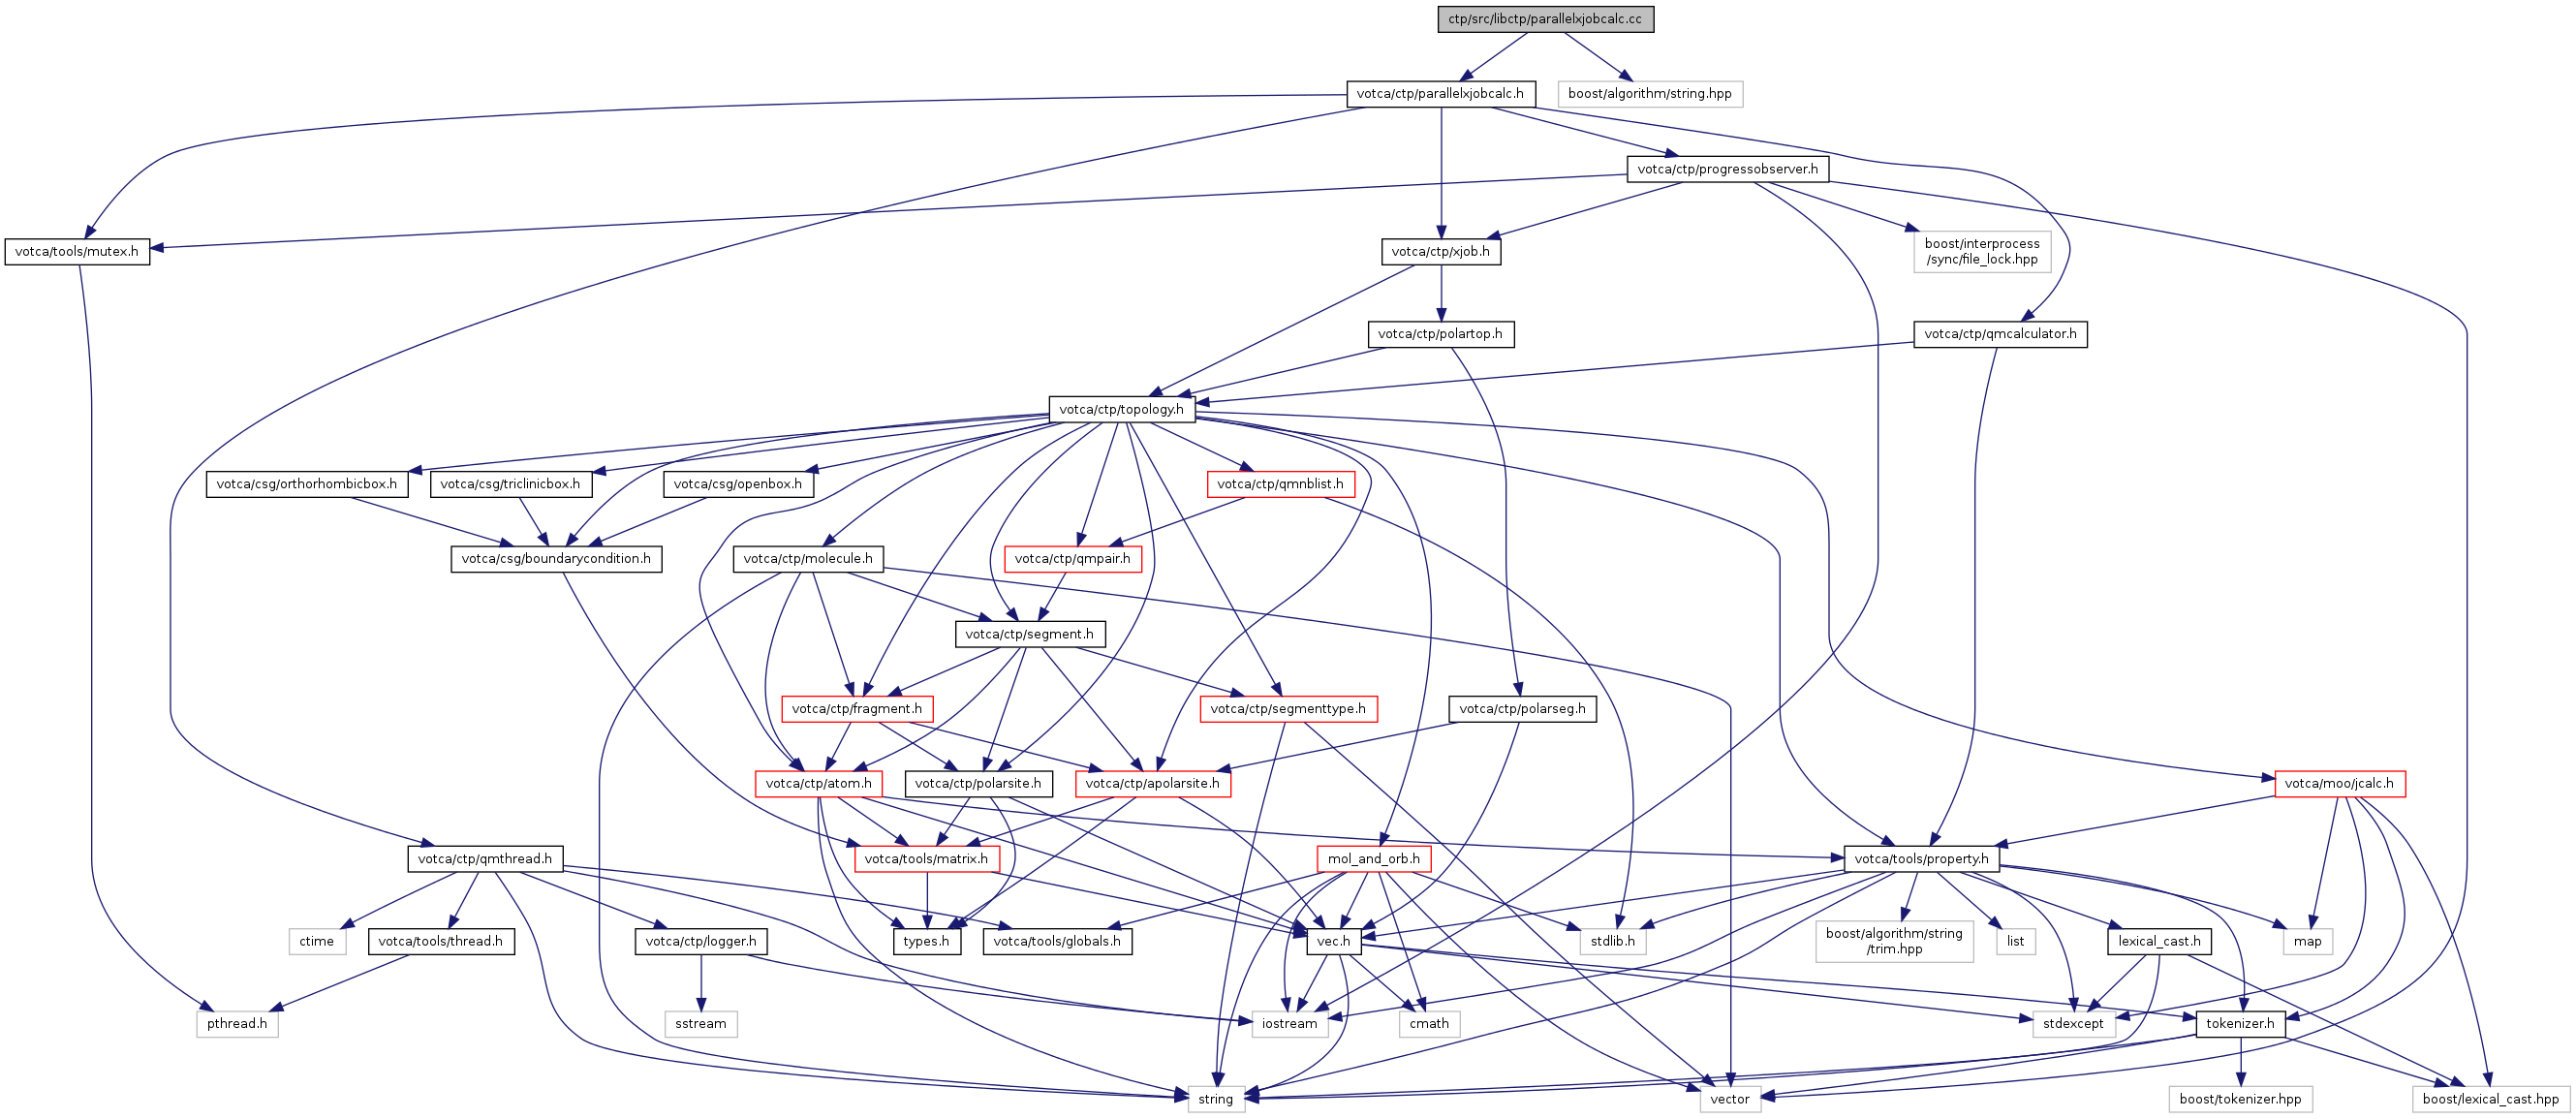 ctp/src/libctp/parallelxjobcalc.cc
votca/ctp/parallelxjobcalc.h
boost/algorithm/string.hpp
votca/ctp/progressobserver.h
votca/tools/mutex.h
votca/ctp/xjob.h
boost/interprocess
/sync/file_lock.hpp
votca/ctp/polartop.h
votca/ctp/qmcalculator.h
votca/ctp/topology.h
votca/csg/orthorhombicbox.h
votca/csg/triclinicbox.h
votca/csg/openbox.h
votca/ctp/qmnblist.h
votca/csg/boundarycondition.h
votca/ctp/molecule.h
votca/ctp/qmpair.h
votca/ctp/segment.h
votca/ctp/fragment.h
votca/ctp/segmenttype.h
votca/ctp/polarseg.h
votca/ctp/atom.h
votca/ctp/polarsite.h
votca/ctp/apolarsite.h
votca/moo/jcalc.h
votca/ctp/qmthread.h
votca/tools/matrix.h
mol_and_orb.h
votca/tools/property.h
ctime
votca/tools/thread.h
votca/ctp/logger.h
types.h
votca/tools/globals.h
vec.h
stdlib.h
boost/algorithm/string
/trim.hpp
list
lexical_cast.h
map
pthread.h
sstream
iostream
cmath
stdexcept
tokenizer.h
string
vector
boost/tokenizer.hpp
boost/lexical_cast.hpp